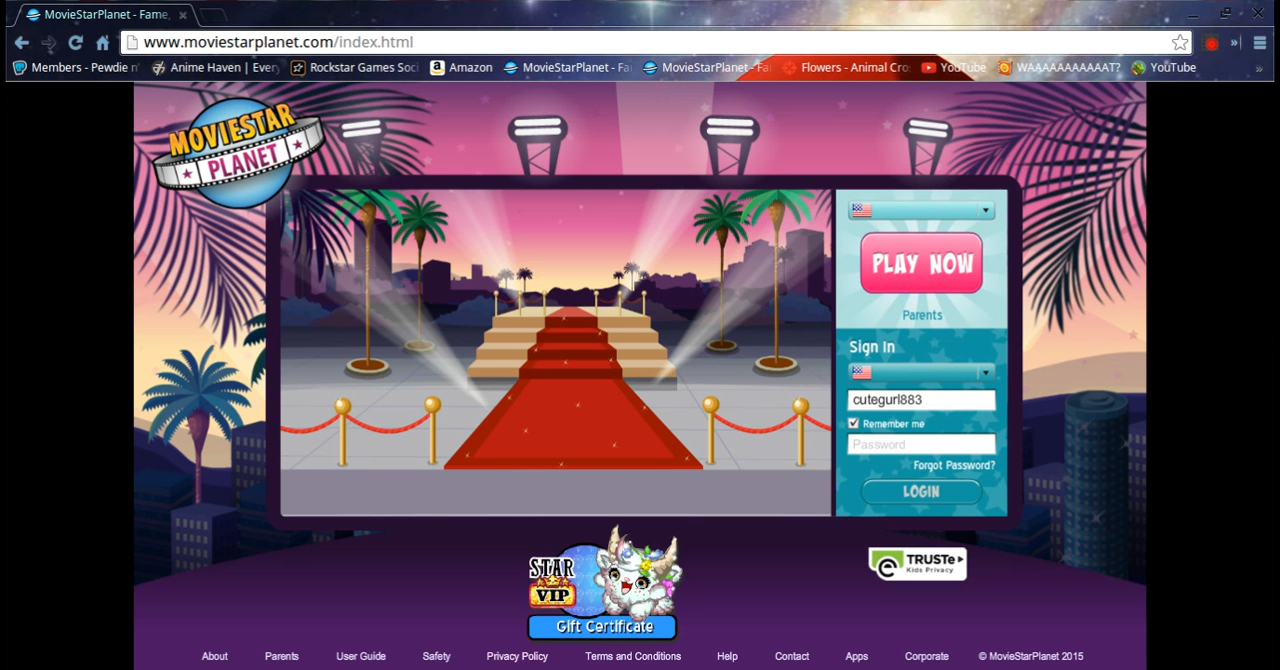 MovieStarPlanet - Fame,
www.moviestarplanet.com/index.html
Members - Pewdie n'
Anime Haven | Every
Rockstar Games Soci
Amazon
MovieStarPlanet - Fa
MovieStarPlanet - Fa
Flowers - Animal Cro
YouTube
WAAAAAAAAAAT?
YouTube
MOVIESTAR
PLANET
PLAY NOW
Parents
Sign In
cutegurl883
Remember me
Password
Forgot Password?
LOGIN
STAR
VIP
Gift Certificate
TRUSTe
Kids Privacy
About Parents User Guide Safety Privacy Policy Terms and Conditions Help Contact Apps Corporate © MovieStarPlanet 2015